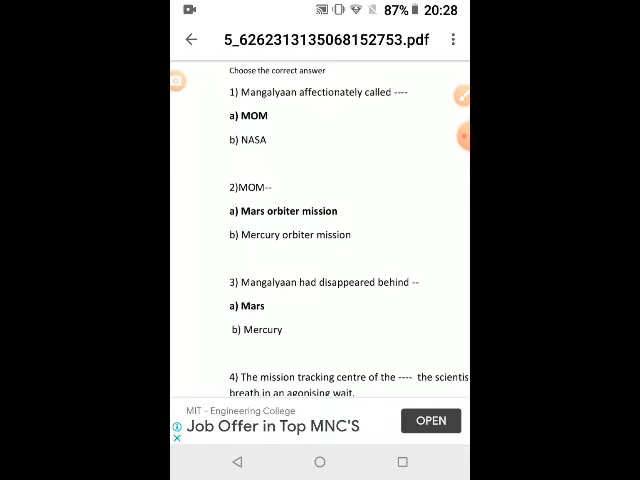 87% 20:28
5_6262313135068152753.pdf
Choose the correct answer
1) Mangalyaan affectionately called ----
a) MOM
b) NASA
2)MOM--
a) Mars orbiter mission
b) Mercury orbiter mission
3) Mangalyaan had disappeared behind --
a) Mars
b) Mercury
4) The mission tracking centre of the ---- the scientis
breath in an agonising wait.
MIT - Engineering College
Job Offer in Top MNC'S
OPEN